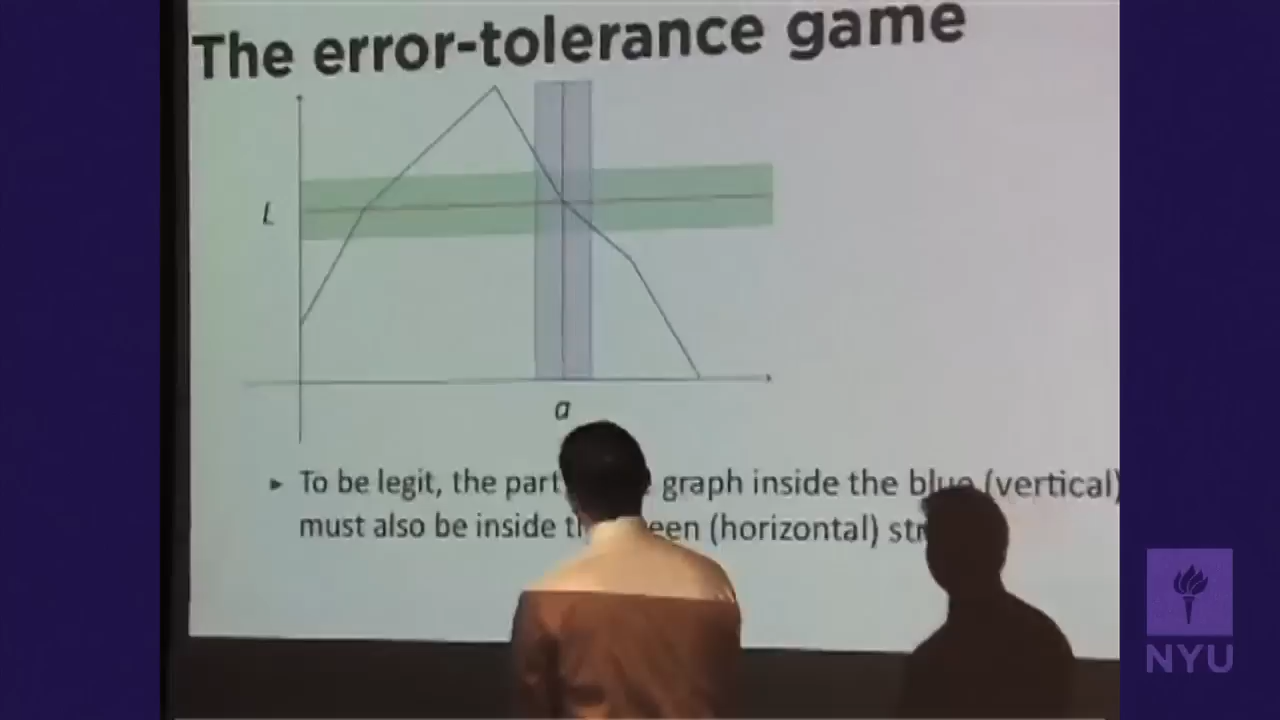 The error-tolerance game
L
a
To be legit, the part graph inside the blue (vertical)
must also be inside (horizontal)
NYU